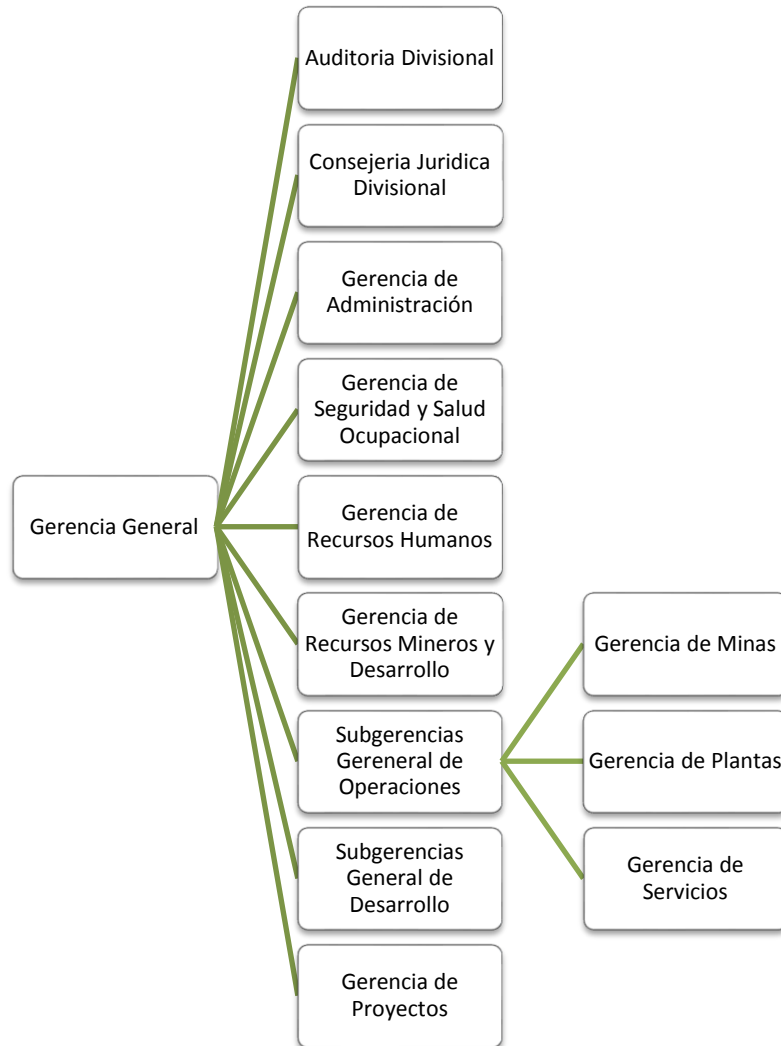 Auditoria Divisional
Consejeria Juridica
Divisional
Gerencia de
Administración
Gerencia de
Seguridad y Salud
Ocupacional
Gerencia General
Gerencia de
Recursos Humanos
Gerencia de
Recursos Mineros y
Desarrollo
Subgerencias
Gereneral de
Operaciones
Gerencia de Minas
Gerencia de Plantas
Gerencia de
Servicios
Subgerencias
General de
Desarrollo
Gerencia de
Proyectos